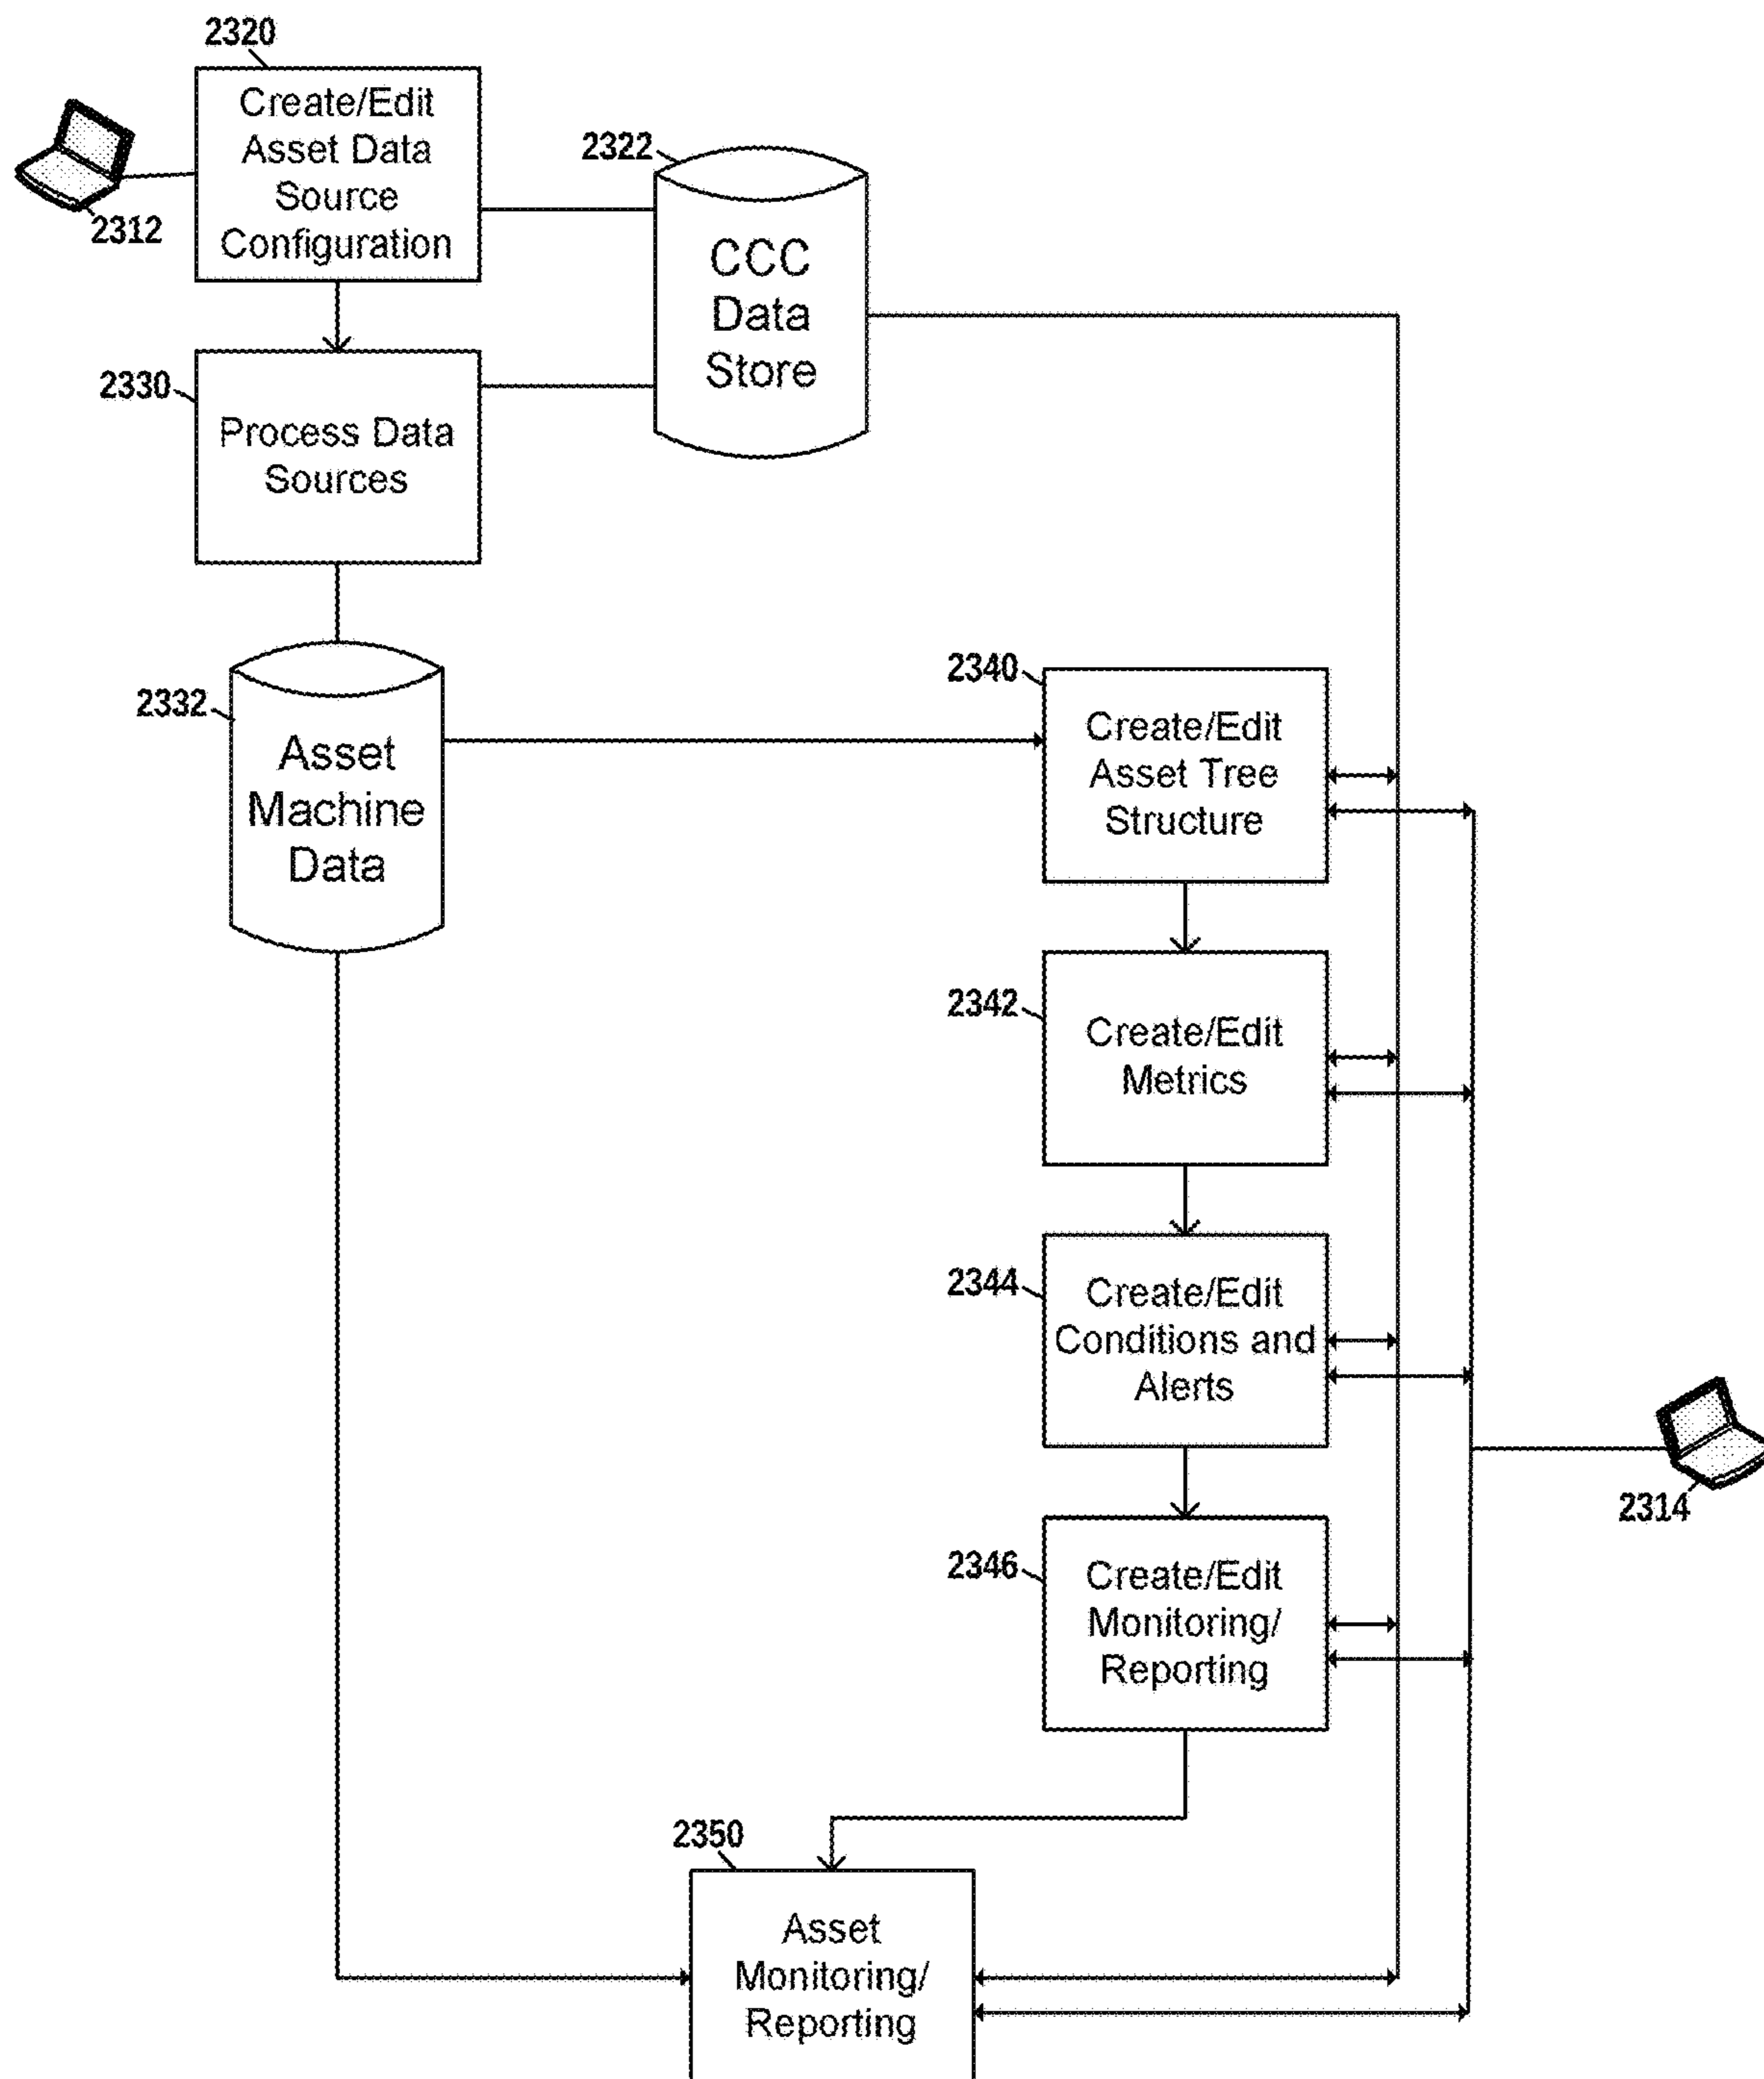 2320
Create/Edit
Asset Data
Source
Configuration
2312
2322
CCC
Data
Store
2330
Process Data
Sources
2332
Asset
Machine
Data
2340
Create/Edit
Asset Tree
Structure
2342
Create/Edit
Metrics
2344
Create/Edit
Conditions and
Alerts
2314
2346
Create/Edit
Monitoring/
Reporting
2350
Asset
Monitoring/
Reporting